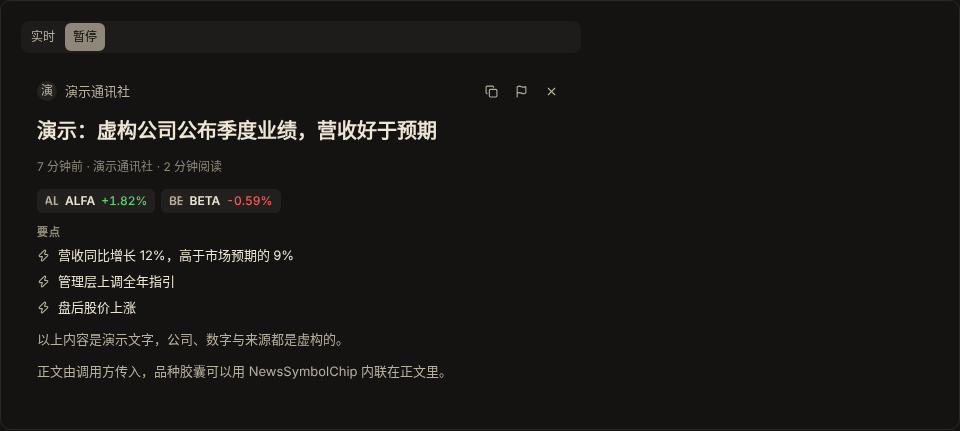 实时 暂停
演 演示通讯社
演示：虚构公司公布季度业绩，营收好于预期
7 分钟前 · 演示通讯社 · 2 分钟阅读
AL ALFA +1.82% BE BETA -0.59%
要点
营收同比增长 12%，高于市场预期的 9%
管理层上调全年指引
盘后股价上涨
以上内容是演示文字，公司、数字与来源都是虚构的。
正文由调用方传入，品种胶囊可以用 NewsSymbolChip 内联在正文里。